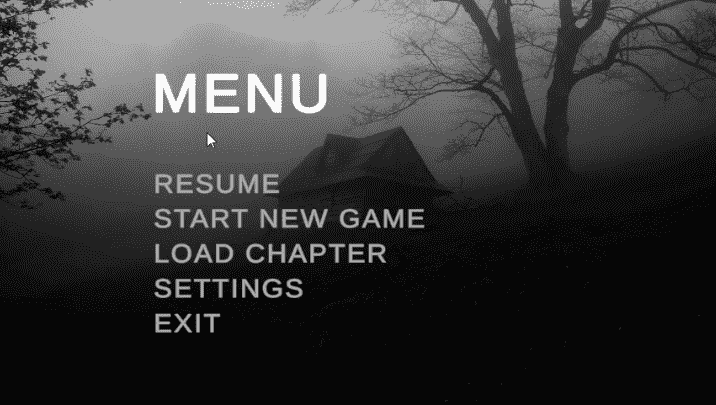 MENU
RESUME
START NEW GAME
LOAD CHAPTER
SETTINGS
EXIT